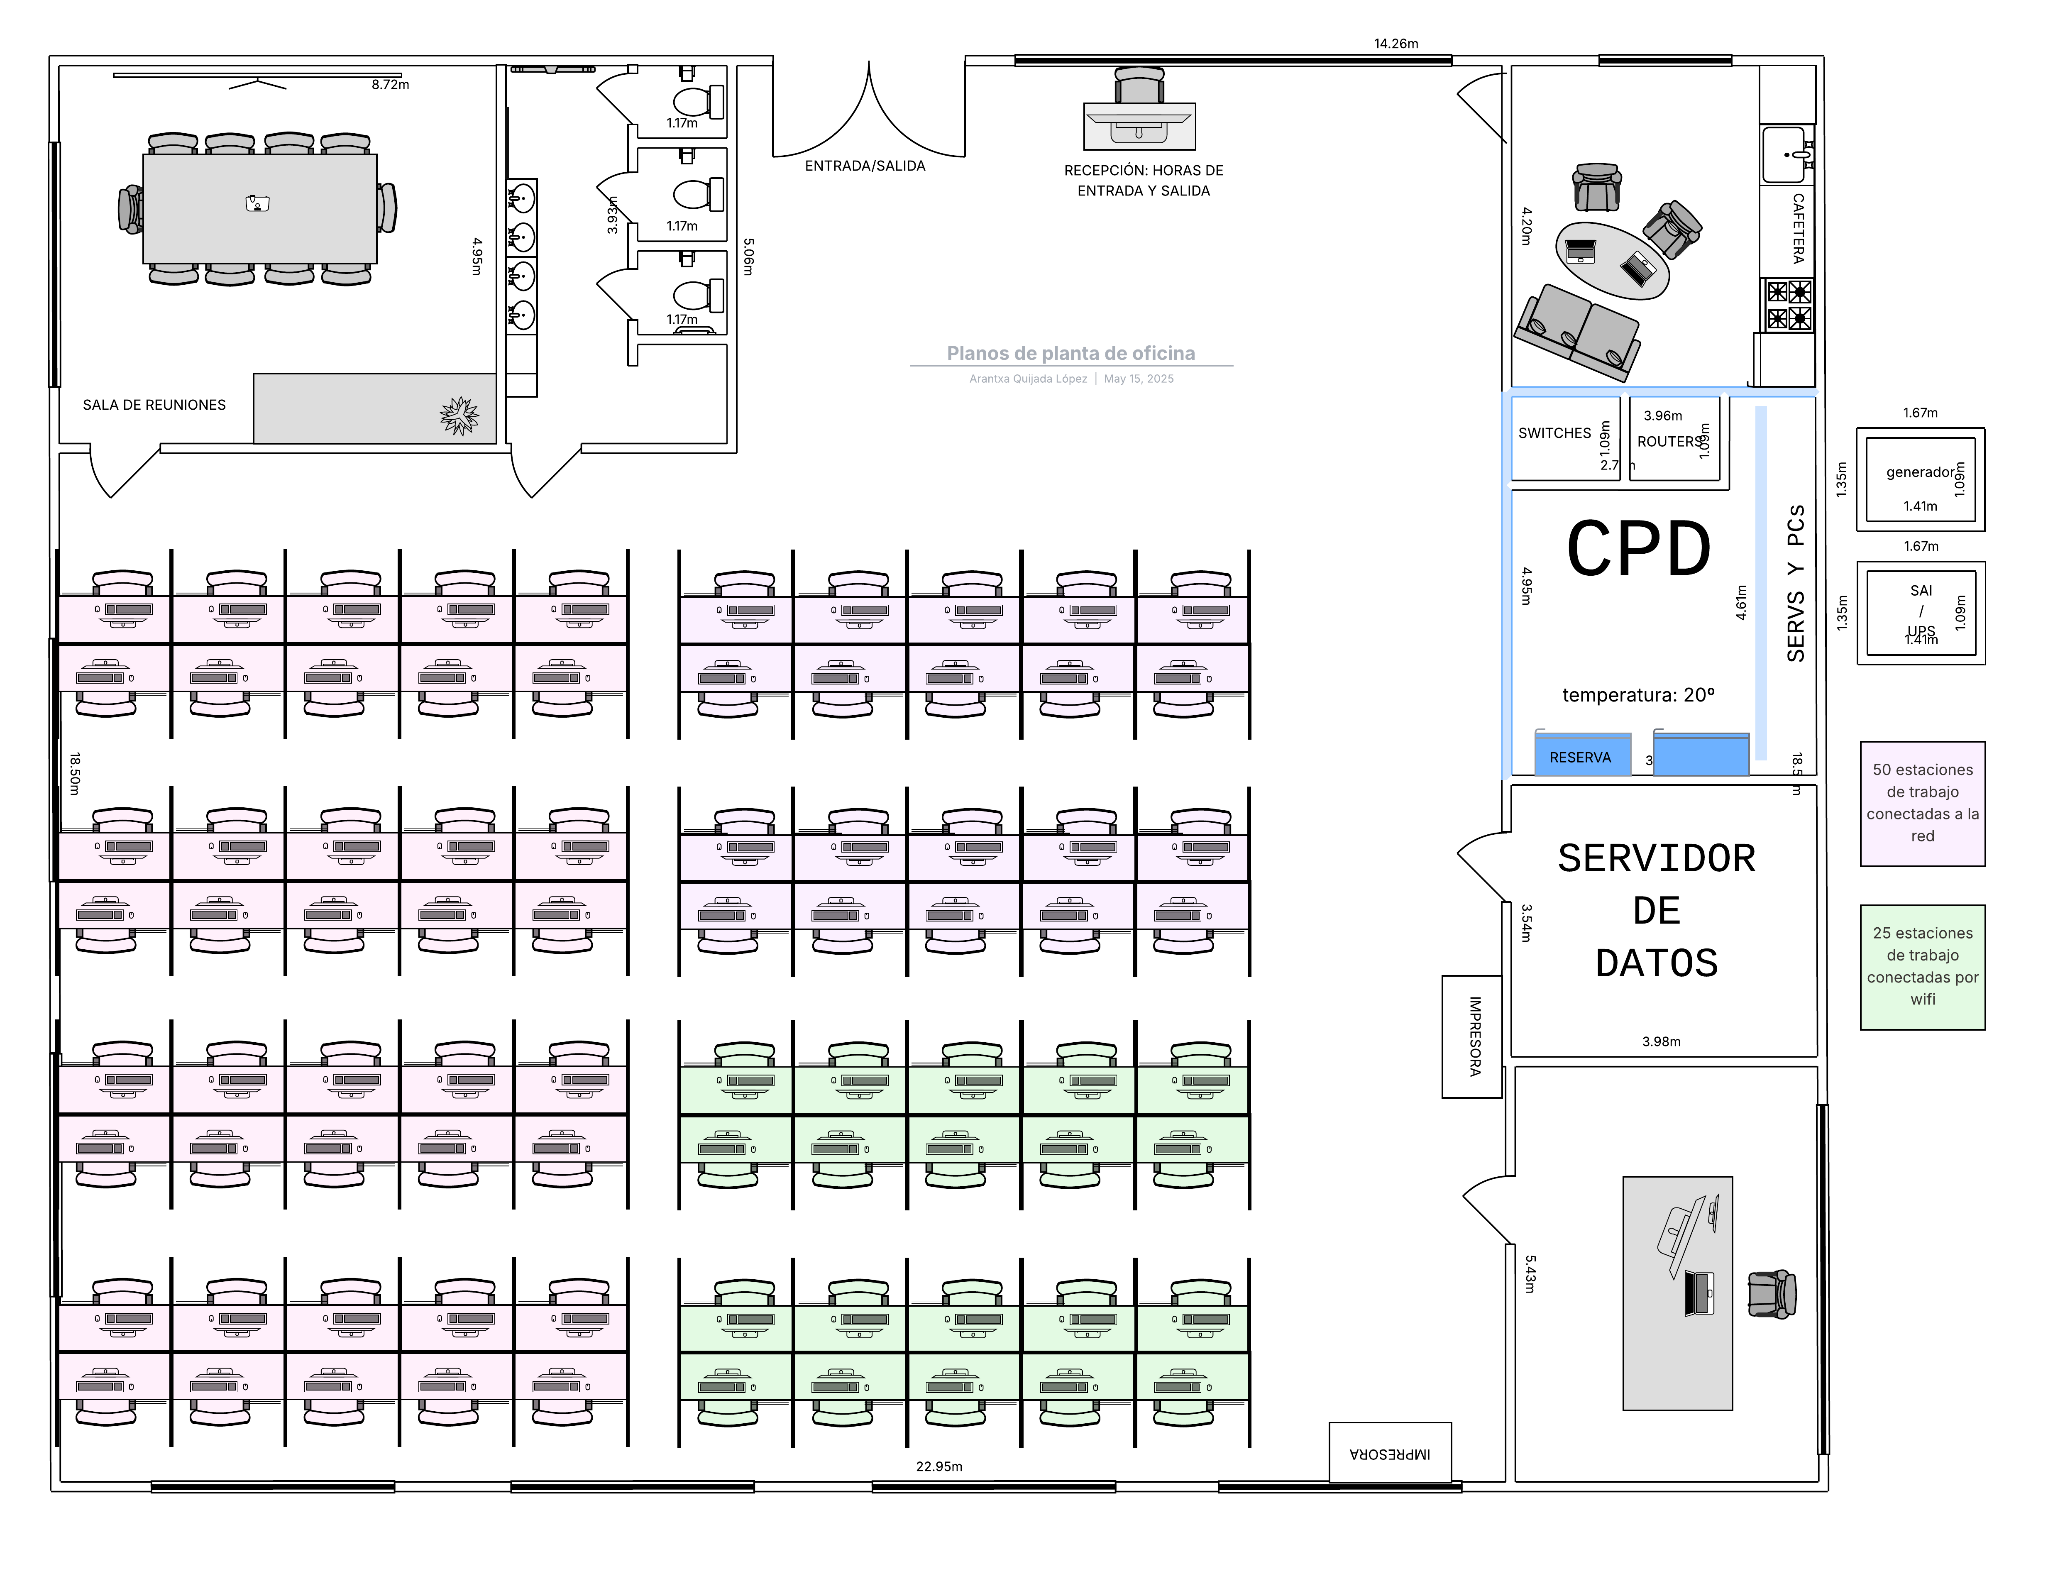 14.26m
8.72m
1.17m
ENTRADA/SALIDA
RECEPCIÓN: HORAS DE
ENTRADA Y SALIDA
3.93m
1.17m
4.95m
5.06m
4.20m
CAFETERA
1.17m
Planos de planta de oficina
Arantxa Quijada López | May 15, 2025
SALA DE REUNIONES
SWITCHES
1.09m
3.96m
ROUTERS
1.09m
1.67m
1.35m
generador
1.09m
1.41m
CPD
4.95m
4.61m
SERVS Y PCs
1.67m
1.35m
SAI
/
UPS
1.09m
1.41m
temperatura: 20º
RESERVA
18.50m
50 estaciones
de trabajo
conectadas a la
red
SERVIDOR
DE
DATOS
3.54m
3.98m
25 estaciones
de trabajo
conectadas por
wifi
IMPRESORA
5.43m
IMPRESORA
22.95m